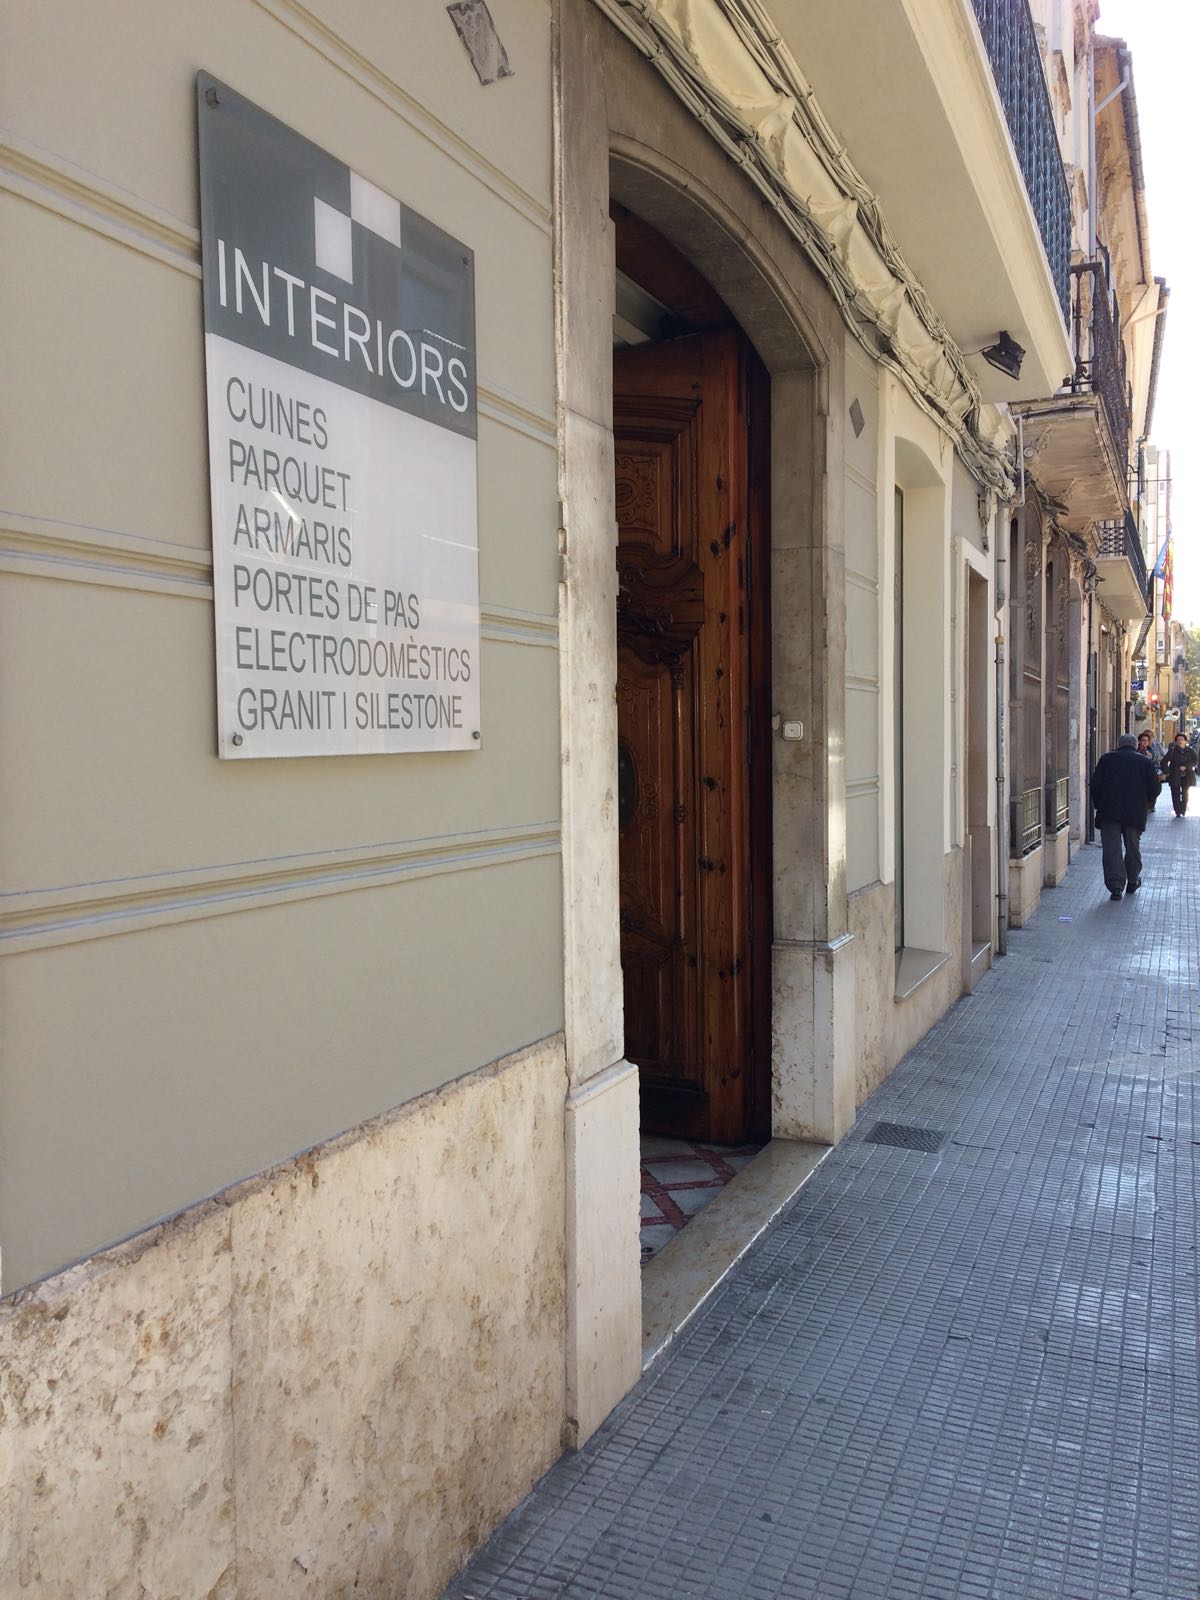 INTERIORS
CUINES
PARQUET
ARMARIS
PORTES DE PAS
ELECTRODOMÈSTICS
GRANIT I SILESTONE